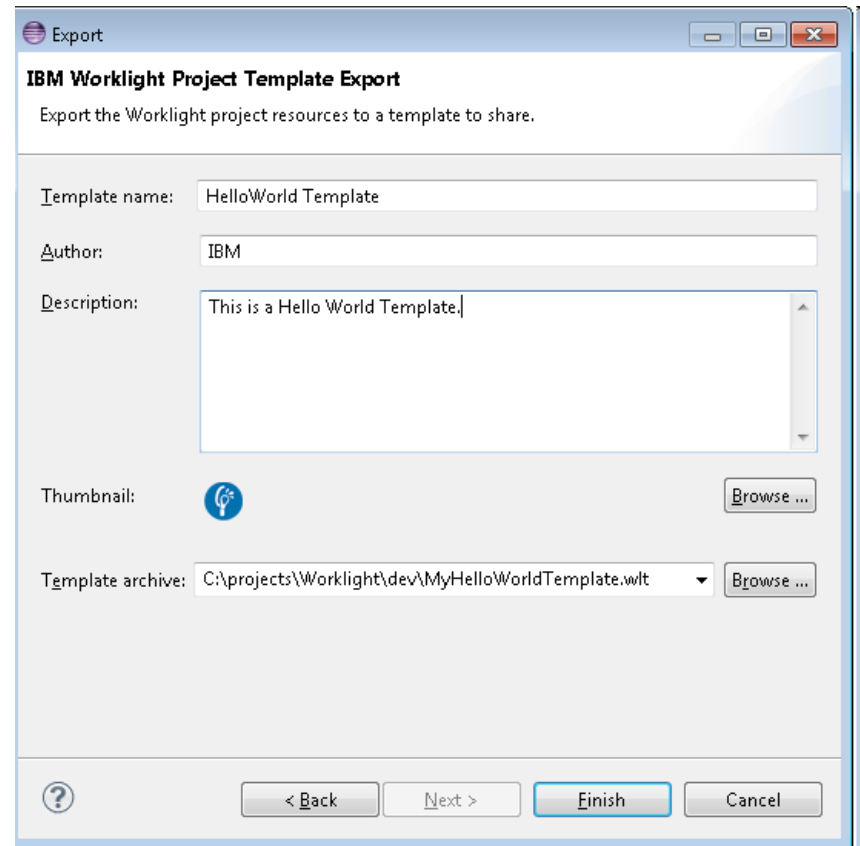 Export
IBM Worklight Project Template Export
Export the Worklight project resources to a template to share.
Template name: HelloWorld Template
Author: IBM
Description: This is a Hello World Template.
Thumbnail: Browse ...
Template archive: C:\projects\Worklight\dev\MyHelloWorldTemplate.wlt Browse ...
? < Back Next > Finish Cancel